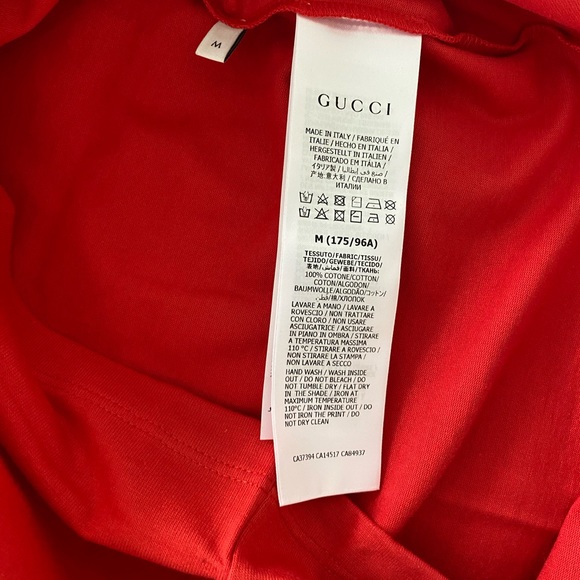 M
GUCCI
MADE IN ITALY / FABRIQUÉ EN
ITALIE / HECHO EN ITALIA /
HERGESTELLT IN ITALIEN /
FABRICADO EM ITÁLIA /
イタリア製 / صنع في إيطاليا /
产地:意大利 / СДЕЛАНО В
ИТАЛИИ
M (175/96A)
TESSUTO/FABRIC/TISSU/
TEJIDO/GEWEBE/TECIDO/
表地/قماش/面料/ТКАНЬ:
100% COTONE/COTTON/
COTON/ALGODON/
BAUMWOLLE/ALGODÃO/コットン/
قطن/棉/ХЛОПОК
LAVARE A MANO / LAVARE A
ROVESCIO / NON TRATTARE
CON CLORO / NON USARE
ASCIUGATRICE / ASCIUGARE
IN PIANO IN OMBRA / STIRARE
A TEMPERATURA MASSIMA
110 °C / STIRARE A ROVESCIO /
NON STIRARE LA STAMPA /
NON LAVARE A SECCO
HAND WASH / WASH INSIDE
OUT / DO NOT BLEACH / DO
NOT TUMBLE DRY / FLAT DRY
IN THE SHADE / IRON AT
MAXIMUM TEMPERATURE
110°C / IRON INSIDE OUT / DO
NOT IRON THE PRINT / DO
NOT DRY CLEAN
CA37394 CA14517 CA84937